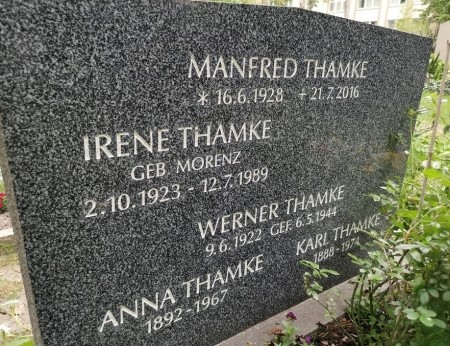 MANFRED THAMKE
* 16.6.1928 + 21.7.2016
IRENE THAMKE
GEB. MORENZ
2.10.1923 - 12.7.1989
WERNER THAMKE
9.6.1922 GEF. 6.5.1944
KARL THAMKE
1888-1974
ANNA THAMKE
1892-1967